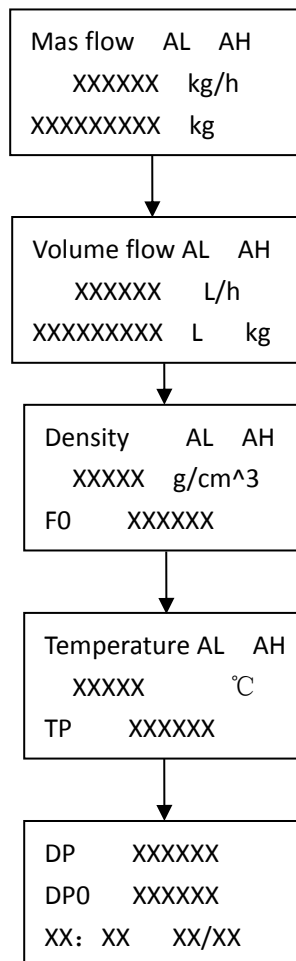 Mas flow AL AH
XXXXXX kg/h
XXXXXXXXX kg
Volume flow AL AH
XXXXXX L/h
XXXXXXXXX L kg
Density AL AH
XXXXX g/cm^3
F0 XXXXXX
Temperature AL AH
XXXXX ℃
TP XXXXXX
DP XXXXXX
DP0 XXXXXX
XX：XX XX/XX